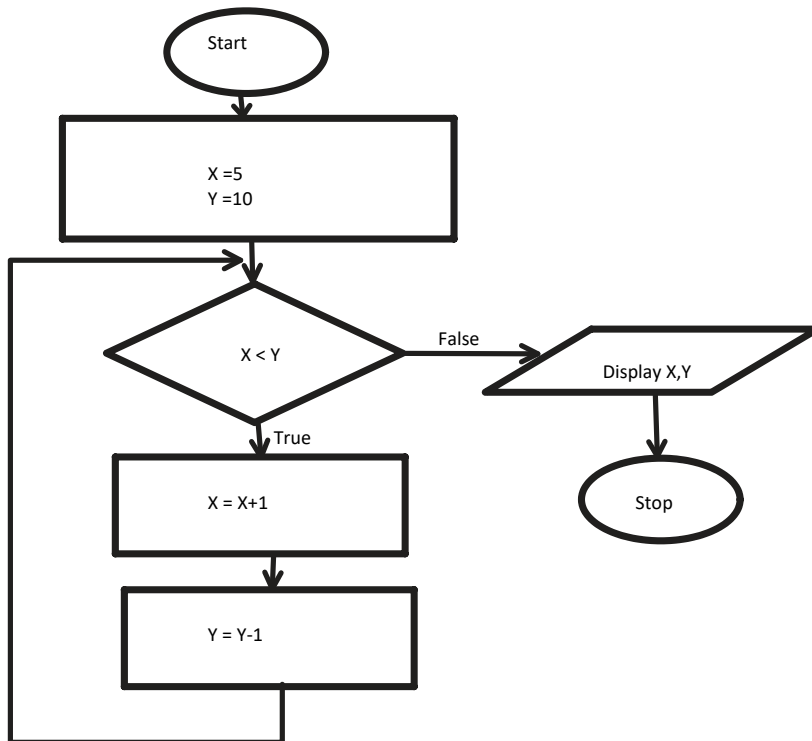 Start
X =5
Y =10
X < Y
False
Display X,Y
True
X = X+1
Stop
Y = Y-1